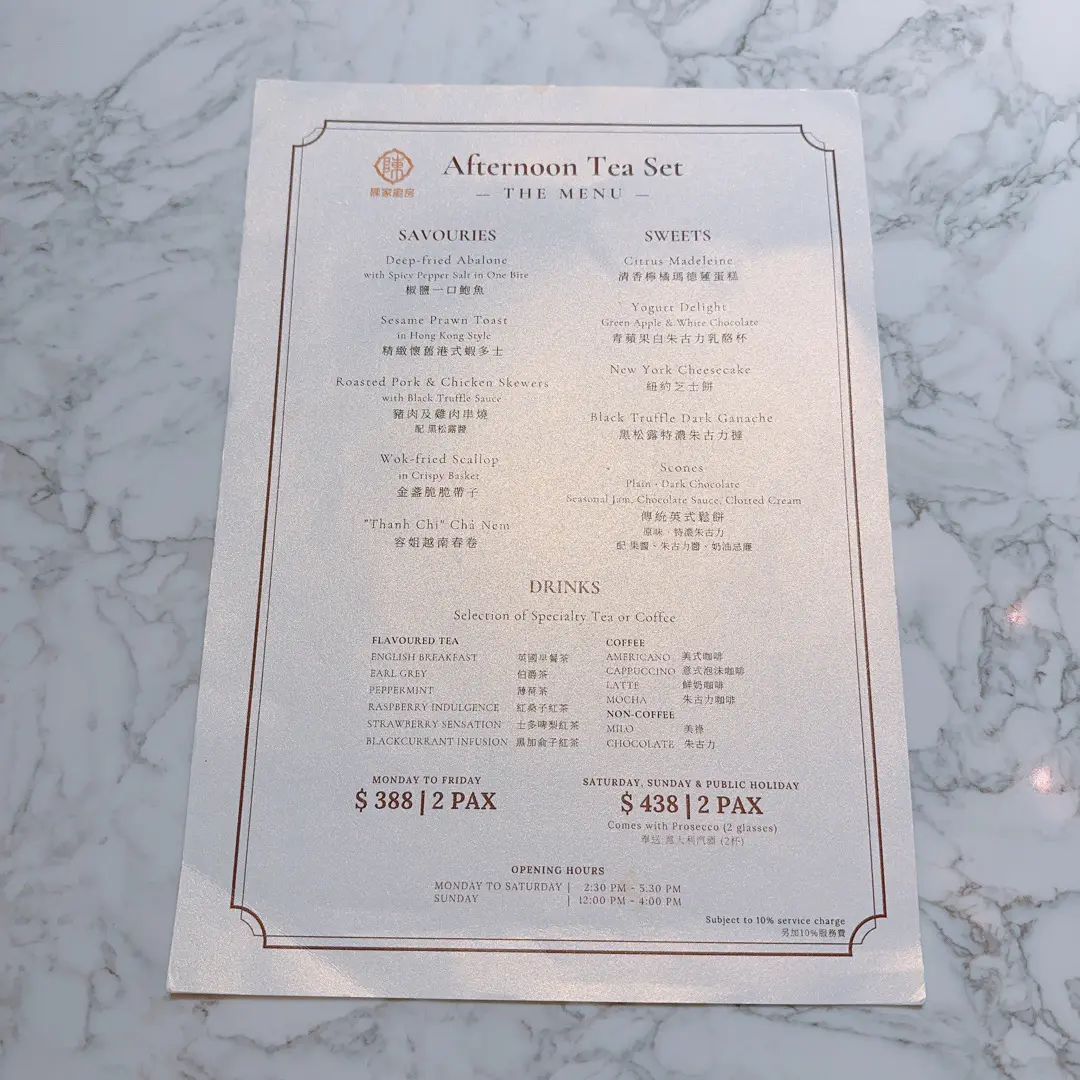 陳
陳家廚房
Afternoon Tea Set
— THE MENU —
SAVOURIES
Deep-fried Abalone
with Spicy Pepper Salt in One Bite
椒鹽一口鮑魚
Sesame Prawn Toast
in Hong Kong Style
精緻懷舊港式蝦多士
Roasted Pork & Chicken Skewers
with Black Truffle Sauce
豬肉及雞肉串燒
配 黑松露醬
Wok-fried Scallop
in Crispy Basket
金盞脆脆帶子
"Thanh Chi" Chả Nem
容姐越南春卷
SWEETS
Citrus Madeleine
清香檸橘瑪德蓮蛋糕
Yogurt Delight
Green Apple & White Chocolate
青蘋果白朱古力乳酪杯
New York Cheesecake
紐約芝士餅
Black Truffle Dark Ganache
黑松露特濃朱古力撻
Scones
Plain · Dark Chocolate
Seasonal Jam, Chocolate Sauce, Clotted Cream
傳統英式鬆餅
原味 · 特濃朱古力
配 果醬、朱古力醬、奶油忌廉
DRINKS
Selection of Specialty Tea or Coffee
FLAVOURED TEA
ENGLISH BREAKFAST 英國早餐茶
EARL GREY 伯爵茶
PEPPERMINT 薄荷茶
RASPBERRY INDULGENCE 紅桑子紅茶
STRAWBERRY SENSATION 士多啤梨紅茶
BLACKCURRANT INFUSION 黑加侖子紅茶
COFFEE
AMERICANO 美式咖啡
CAPPUCCINO 意式泡沫咖啡
LATTE 鮮奶咖啡
MOCHA 朱古力咖啡
NON-COFFEE
MILO 美祿
CHOCOLATE 朱古力
MONDAY TO FRIDAY
$ 388 | 2 PAX
SATURDAY, SUNDAY & PUBLIC HOLIDAY
$ 438 | 2 PAX
Comes with Prosecco (2 glasses)
奉送 意大利汽酒 (2杯)
OPENING HOURS
MONDAY TO SATURDAY | 2:30 PM - 5.30 PM
SUNDAY | 12:00 PM - 4:00 PM
Subject to 10% service charge
另加10%服務費